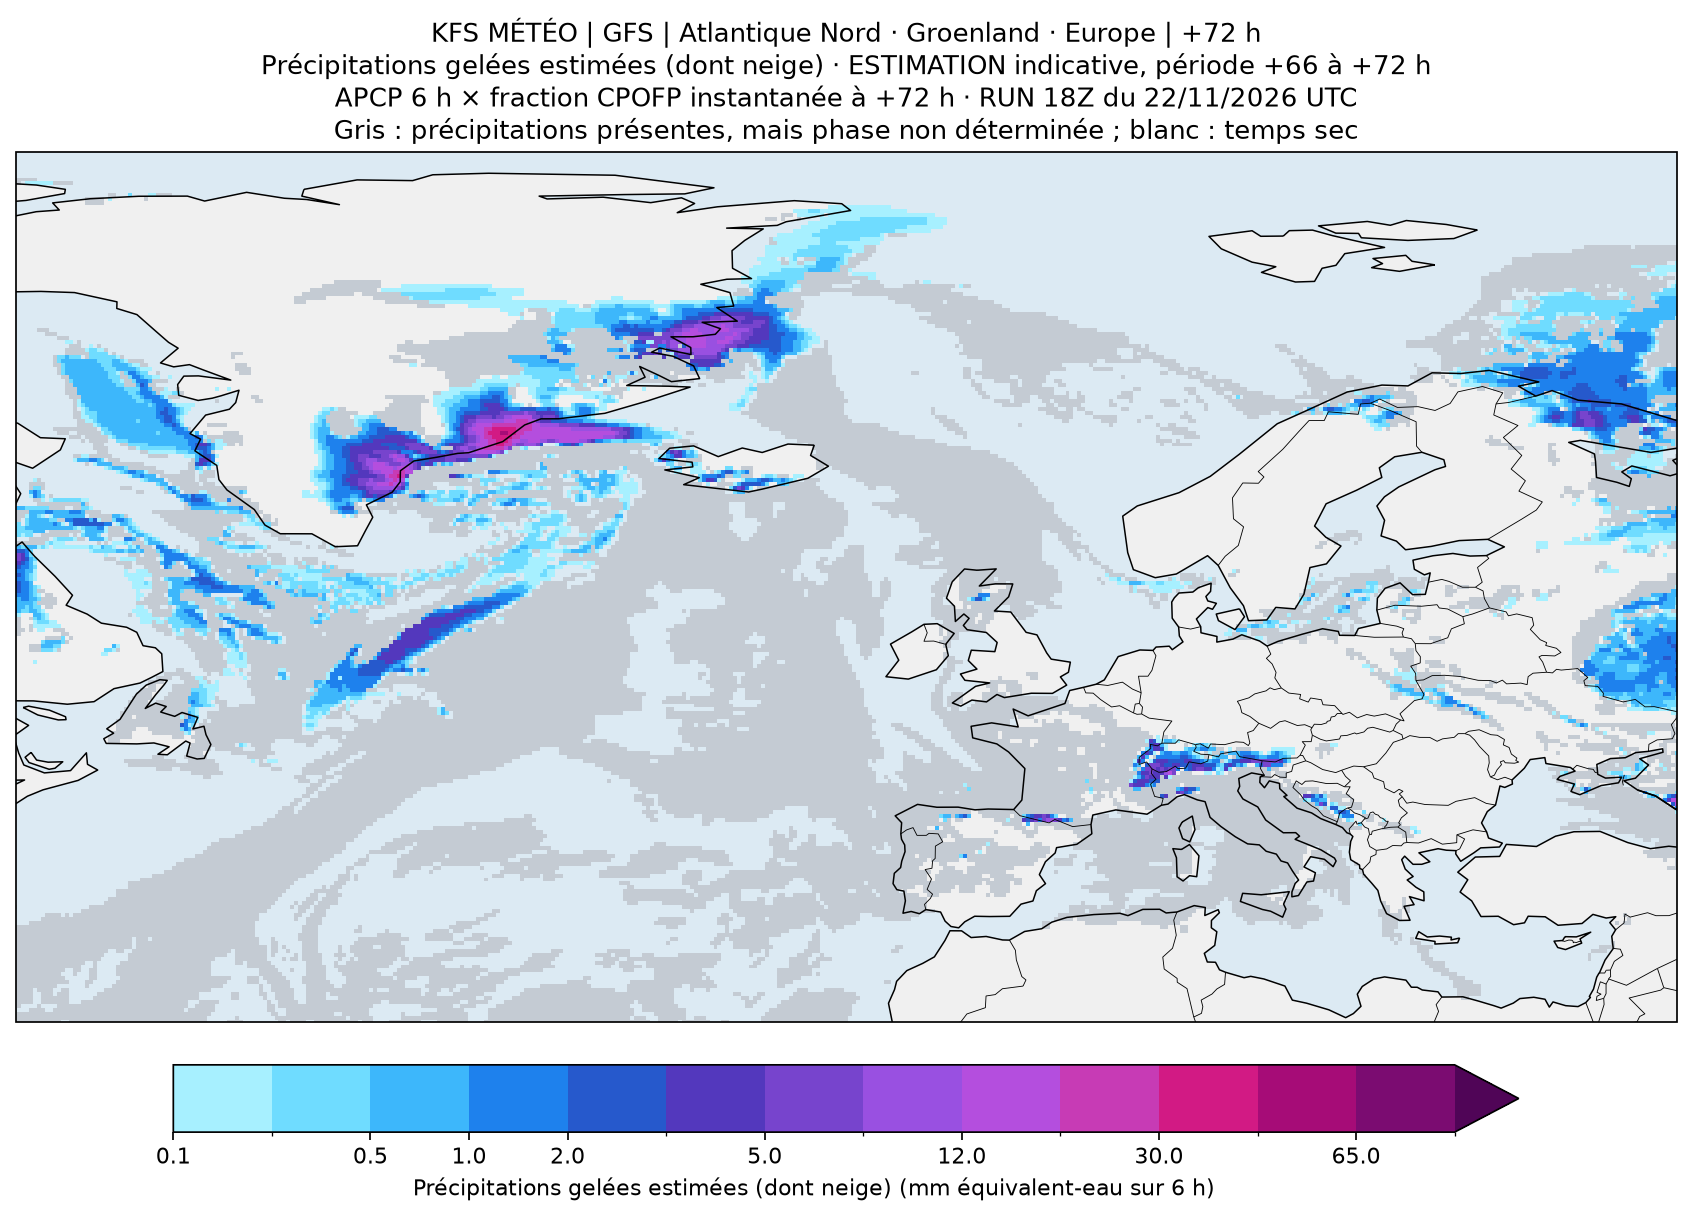 KFS MÉTÉO | GFS | Atlantique Nord · Groenland · Europe | +72 h
Précipitations gelées estimées (dont neige) · ESTIMATION indicative, période +66 à +72 h
APCP 6 h × fraction CPOFP instantanée à +72 h · RUN 18Z du 22/11/2026 UTC
Gris : précipitations présentes, mais phase non déterminée ; blanc : temps sec
0.1 0.5 1.0 2.0 5.0 12.0 30.0 65.0
Précipitations gelées estimées (dont neige) (mm équivalent-eau sur 6 h)